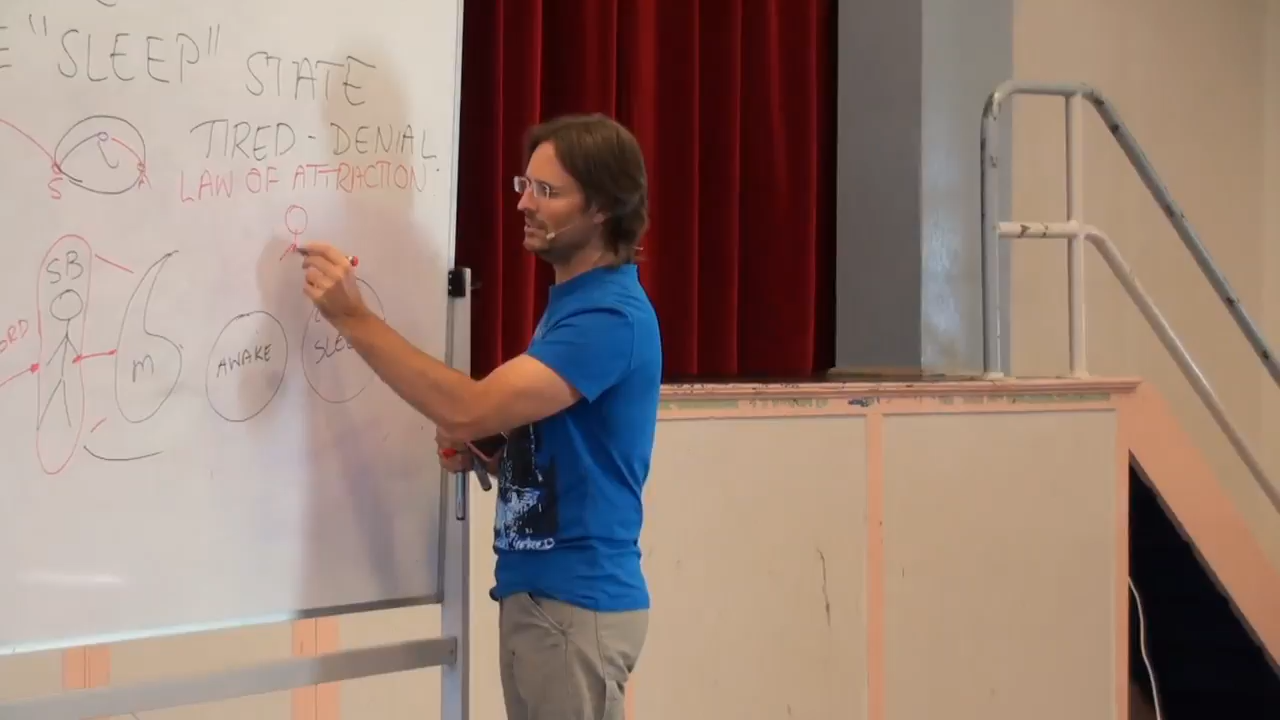 "SLEEP" STATE
TIRED - DENIAL
LAW OF ATTRACTION
S
A
SB
M
AWAKE